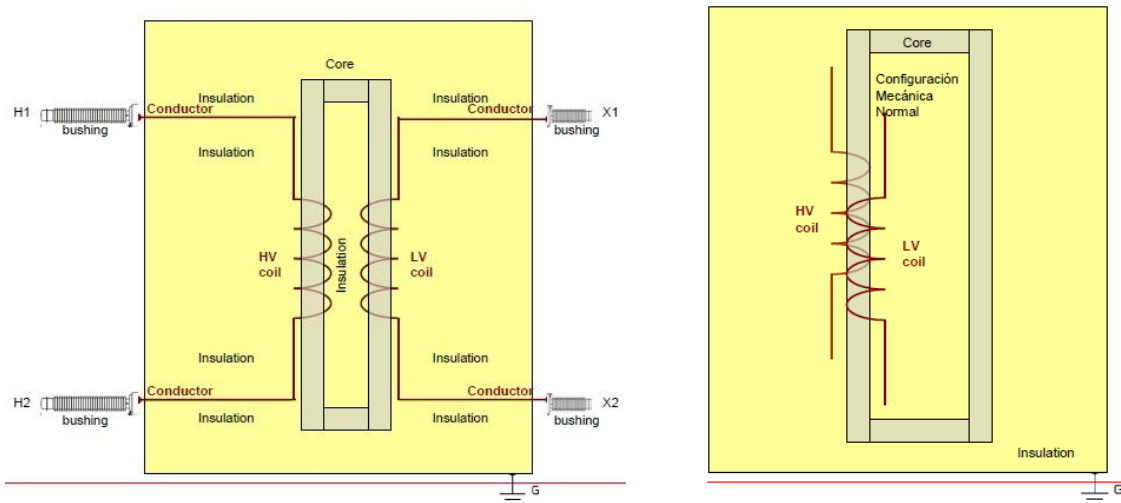 Core
Insulation
Insulation
H1
Conductor
Conductor
X1
bushing
bushing
Insulation
Insulation
HV
coil
Insulation
LV
coil
Insulation
Insulation
H2
Conductor
Conductor
X2
bushing
Insulation
Insulation
bushing
G
Core
Configuración
Mecánica
Normal
HV
coil
LV
coil
Insulation
G